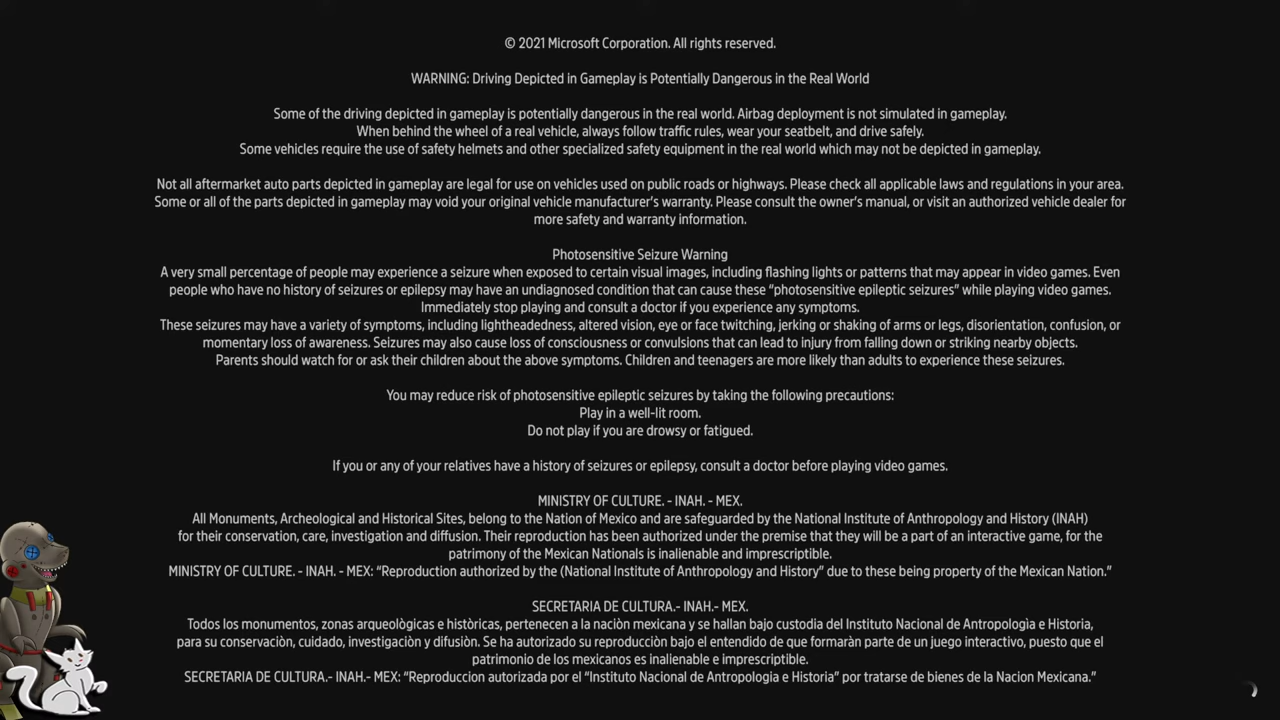 © 2021 Microsoft Corporation. All rights reserved.
WARNING: Driving Depicted in Gameplay is Potentially Dangerous in the Real World
Some of the driving depicted in gameplay is potentially dangerous in the real world. Airbag deployment is not simulated in gameplay.
When behind the wheel of a real vehicle, always follow traffic rules, wear your seatbelt, and drive safely.
Some vehicles require the use of safety helmets and other specialized safety equipment in the real world which may not be depicted in gameplay.
Not all aftermarket auto parts depicted in gameplay are legal for use on vehicles used on public roads or highways. Please check all applicable laws and regulations in your area.
Some or all of the parts depicted in gameplay may void your original vehicle manufacturer's warranty. Please consult the owner's manual, or visit an authorized vehicle dealer for
more safety and warranty information.
Photosensitive Seizure Warning
A very small percentage of people may experience a seizure when exposed to certain visual images, including flashing lights or patterns that may appear in video games. Even
people who have no history of seizures or epilepsy may have an undiagnosed condition that can cause these "photosensitive epileptic seizures" while playing video games.
Immediately stop playing and consult a doctor if you experience any symptoms.
These seizures may have a variety of symptoms, including lightheadedness, altered vision, eye or face twitching, jerking or shaking of arms or legs, disorientation, confusion, or
momentary loss of awareness. Seizures may also cause loss of consciousness or convulsions that can lead to injury from falling down or striking nearby objects.
Parents should watch for or ask their children about the above symptoms. Children and teenagers are more likely than adults to experience these seizures.
You may reduce risk of photosensitive epileptic seizures by taking the following precautions:
Play in a well-lit room.
Do not play if you are drowsy or fatigued.
If you or any of your relatives have a history of seizures or epilepsy, consult a doctor before playing video games.
MINISTRY OF CULTURE. - INAH. - MEX.
All Monuments, Archeological and Historical Sites, belong to the Nation of Mexico and are safeguarded by the National Institute of Anthropology and History (INAH)
for their conservation, care, investigation and diffusion. Their reproduction has been authorized under the premise that they will be a part of an interactive game, for the
patrimony of the Mexican Nationals is inalienable and imprescriptible.
MINISTRY OF CULTURE. - INAH. - MEX: "Reproduction authorized by the (National Institute of Anthropology and History" due to these being property of the Mexican Nation."
SECRETARIA DE CULTURA.- INAH.- MEX.
Todos los monumentos, zonas arqueològicas e històricas, pertenecen a la naciòn mexicana y se hallan bajo custodia del Instituto Nacional de Antropologìa e Historia,
para su conservaciòn, cuidado, investigaciòn y difusiòn. Se ha autorizado su reproducciòn bajo el entendido de que formaràn parte de un juego interactivo, puesto que el
patrimonio de los mexicanos es inalienable e imprescriptible.
SECRETARIA DE CULTURA.- INAH.- MEX: "Reproduccion autorizada por el "Instituto Nacional de Antropologia e Historia" por tratarse de bienes de la Nacion Mexicana."